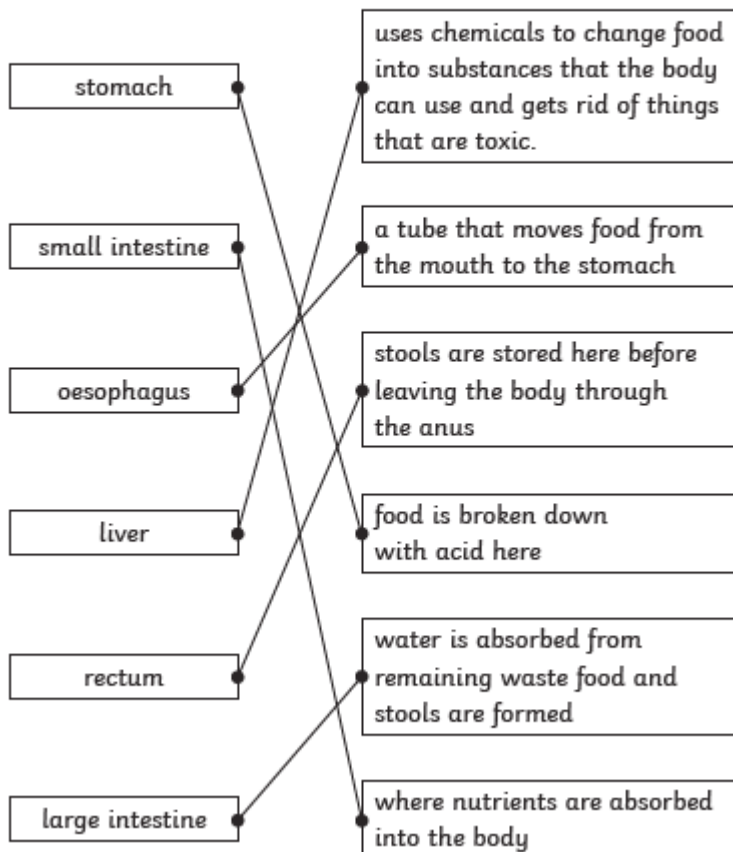 stomach
uses chemicals to change food
into substances that the body
can use and gets rid of things
that are toxic.
small intestine
a tube that moves food from
the mouth to the stomach
oesophagus
stools are stored here before
leaving the body through
the anus
liver
food is broken down
with acid here
rectum
water is absorbed from
remaining waste food and
stools are formed
large intestine
where nutrients are absorbed
into the body